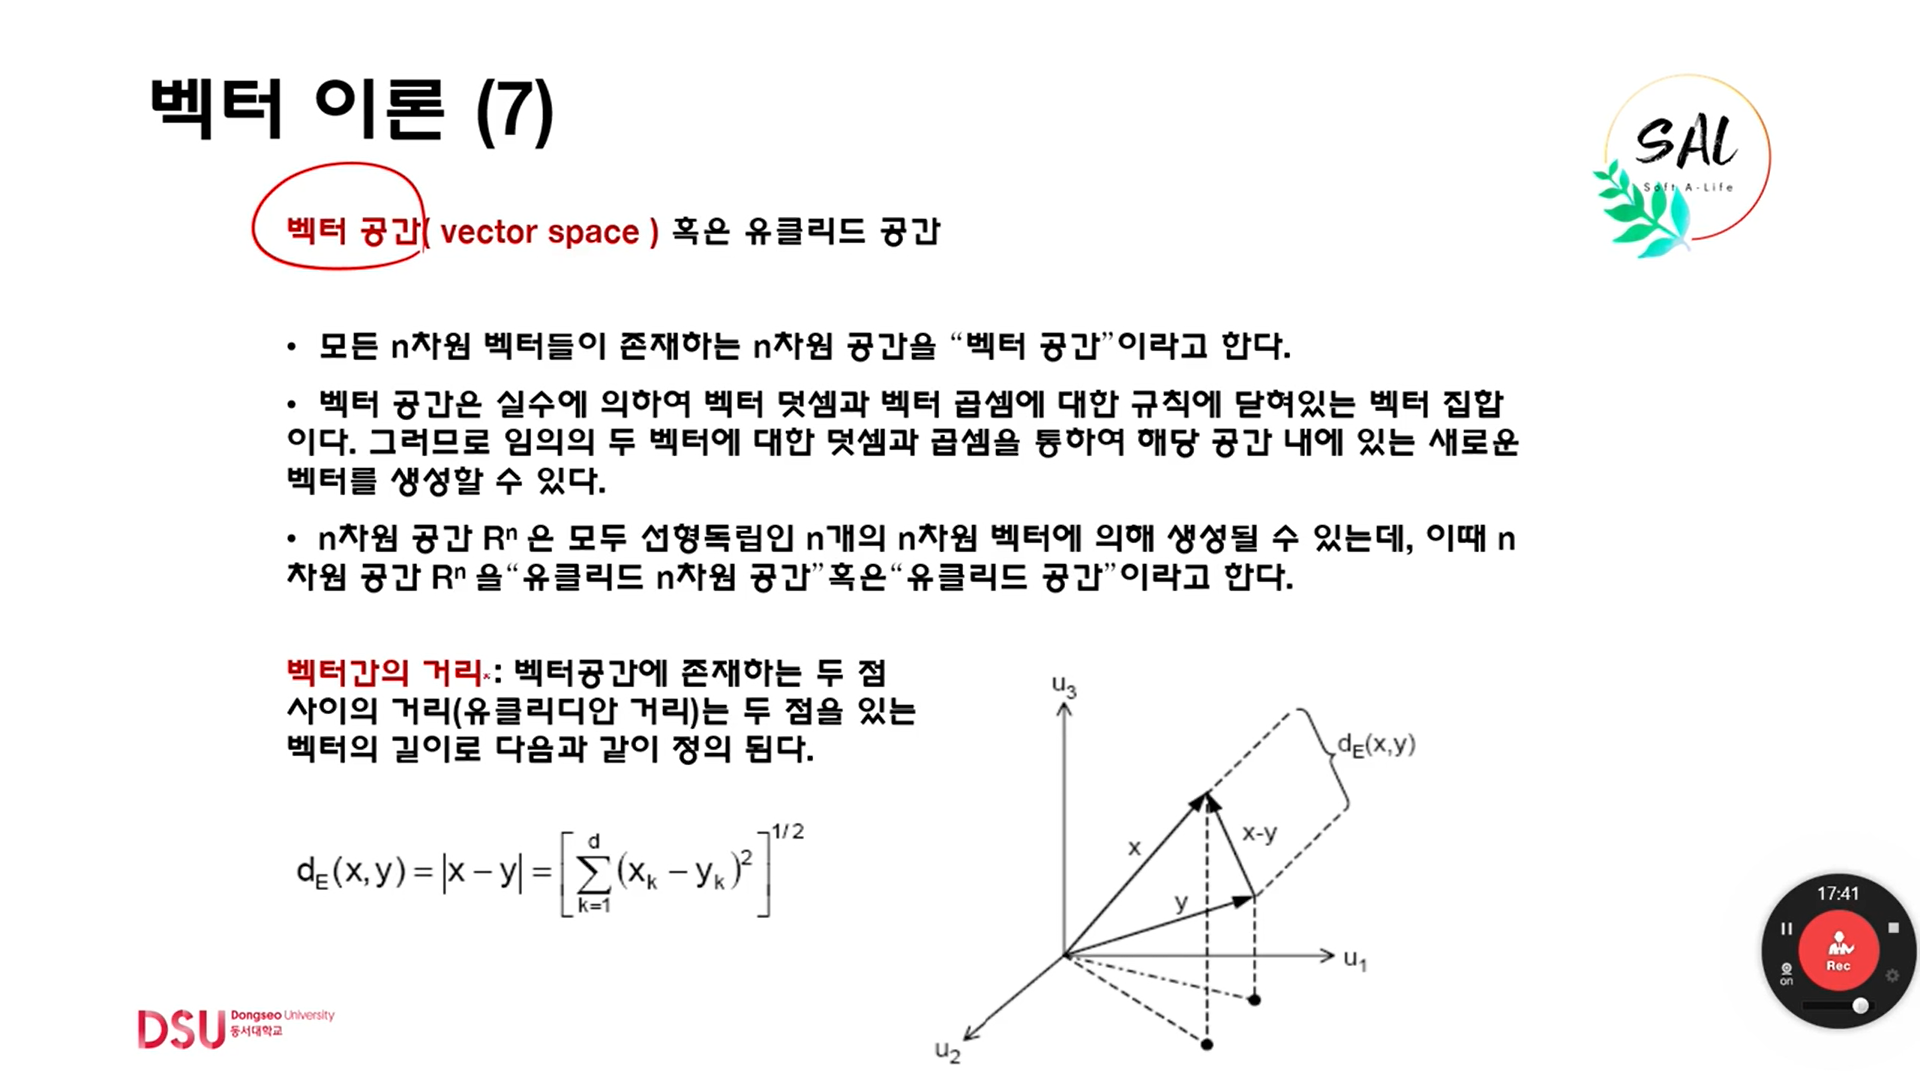 벡터 이론 (7)
SAL
Soft A-Life
벡터 공간( vector space ) 혹은 유클리드 공간
• 모든 n차원 벡터들이 존재하는 n차원 공간을 “벡터 공간”이라고 한다.
• 벡터 공간은 실수에 의하여 벡터 덧셈과 벡터 곱셈에 대한 규칙에 닫혀있는 벡터 집합
이다. 그러므로 임의의 두 벡터에 대한 덧셈과 곱셈을 통하여 해당 공간 내에 있는 새로운
벡터를 생성할 수 있다.
• n차원 공간 Rⁿ 은 모두 선형독립인 n개의 n차원 벡터에 의해 생성될 수 있는데, 이때 n
차원 공간 Rⁿ 을“유클리드 n차원 공간”혹은“유클리드 공간”이라고 한다.
벡터간의 거리 : 벡터공간에 존재하는 두 점
사이의 거리(유클리디안 거리)는 두 점을 있는
벡터의 길이로 다음과 같이 정의 됨다.
d_E(x,y) = |x − y| = [∑_{k=1}^{d} (x_k − y_k)²]^{1/2}
u₃
d_E(x,y)
x
x-y
y
u₁
u₂
17:41
Rec
on
DSU Dongseo University
동서대학교